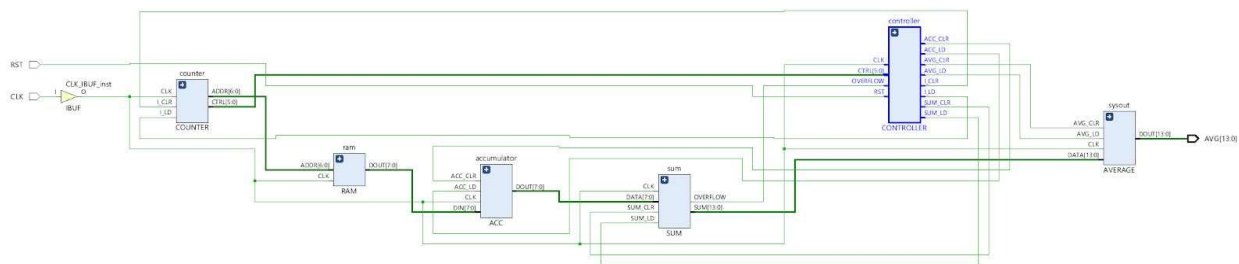 controller
ACC_CLR
ACC_LD
CLK AVG_CLR
CTRL[5:0] AVG_LD
OVERFLOW I_CLR
RST I_LD
SUM_CLR
SUM_LD
CONTROLLER
RST
CLK_IBUF_inst
CLK I O
IBUF
counter
CLK ADDR[6:0]
I_CLR CTRL[5:0]
I_LD
COUNTER
ram
ADDR[6:0] DOUT[7:0]
CLK
RAM
accumulator
ACC_CLR
ACC_LD DOUT[7:0]
CLK
DIN[7:0]
ACC
sum
CLK
DATA[7:0] OVERFLOW
SUM_CLR SUM[13:0]
SUM_LD
SUM
sysout
AVG_CLR
AVG_LD DOUT[13:0]
CLK
DATA[13:0]
AVERAGE
AVG[13:0]